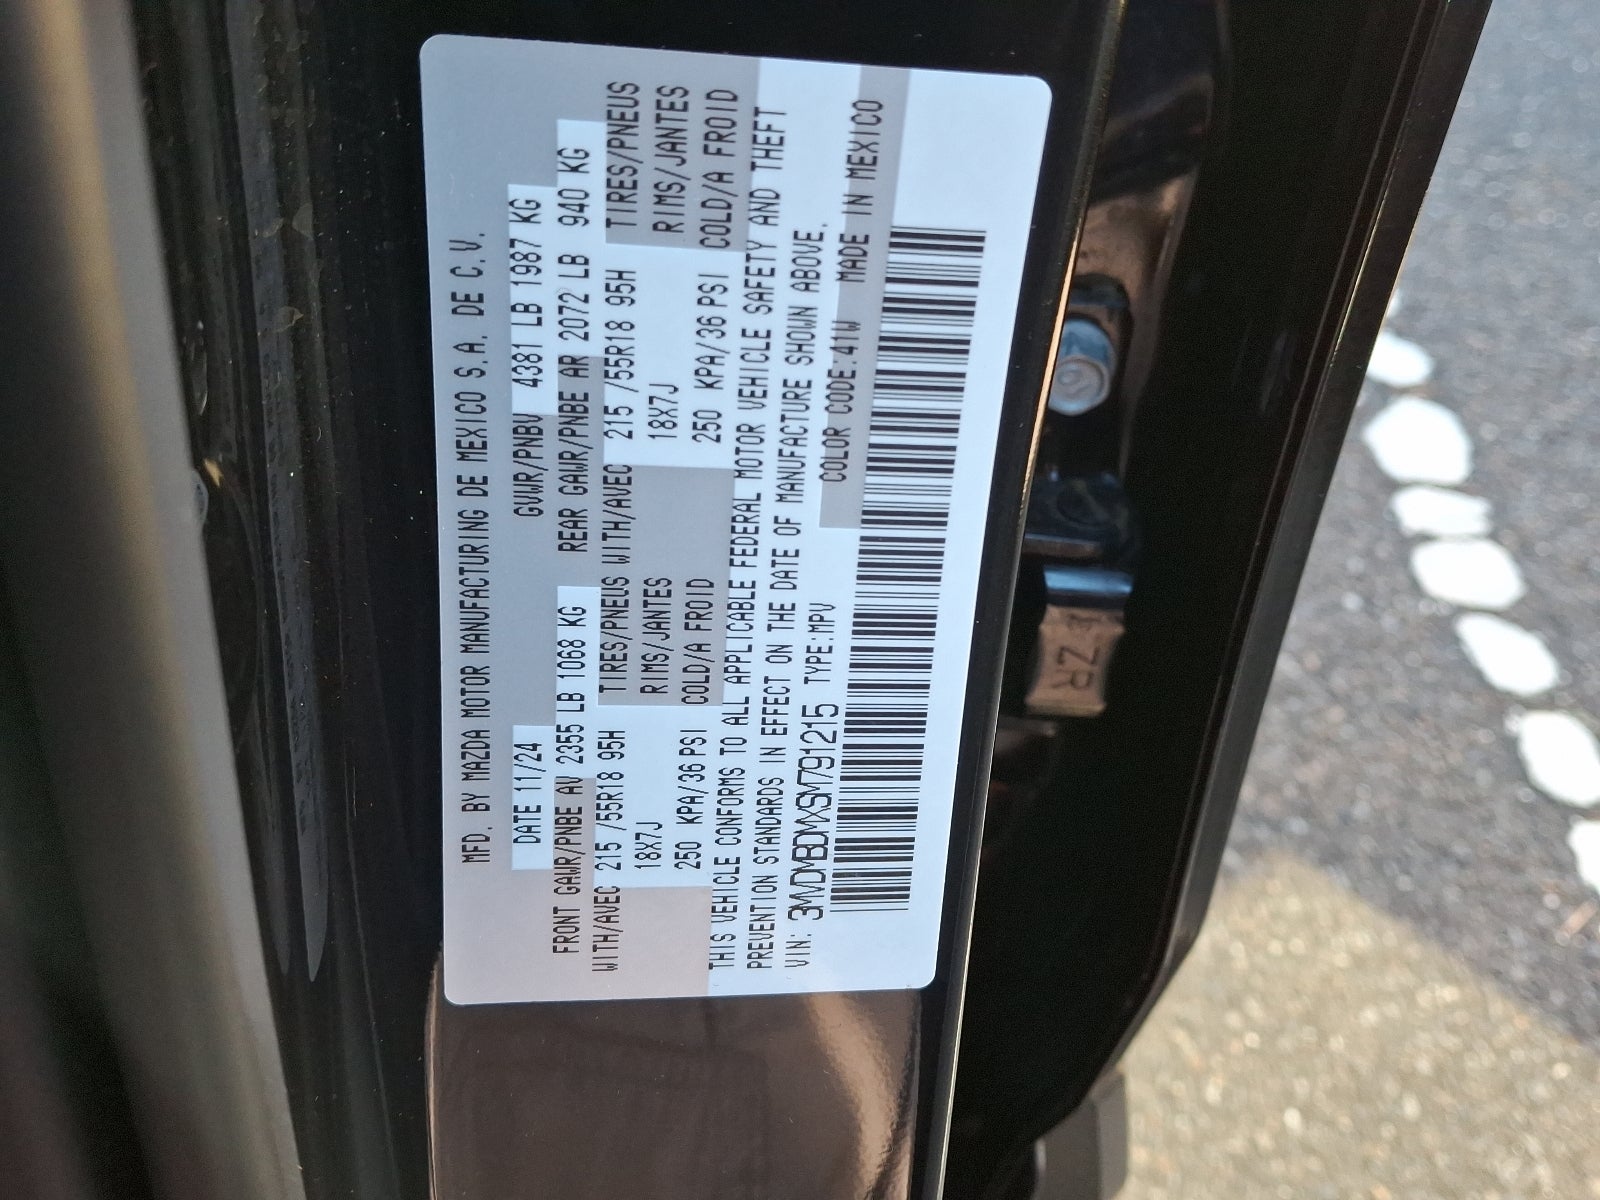 MFD. BY MAZDA MOTOR MANUFACTURING DE MEXICO S.A. DE C.V.
DATE 11/24 GVWR/PNBV 4381 LB 1987 KG
FRONT GAWR/PNBE AV 2355 LB 1068 KG REAR GAWR/PNBE AR 2072 LB 940 KG
WITH/AVEC 215 /55R18 95H TIRES/PNEUS WITH/AVEC 215 /55R18 95H TIRES/PNEUS
18X7J RIMS/JANTES 18X7J RIMS/JANTES
250 KPA/36 PSI COLD/A FROID 250 KPA/36 PSI COLD/A FROID
THIS VEHICLE CONFORMS TO ALL APPLICABLE FEDERAL MOTOR VEHICLE SAFETY AND THEFT
PREVENTION STANDARDS IN EFFECT ON THE DATE OF MANUFACTURE SHOWN ABOVE.
VIN: 3MVDMBDMXSM791215 TYPE:MPV COLOR CODE:41W MADE IN MEXICO
ZR